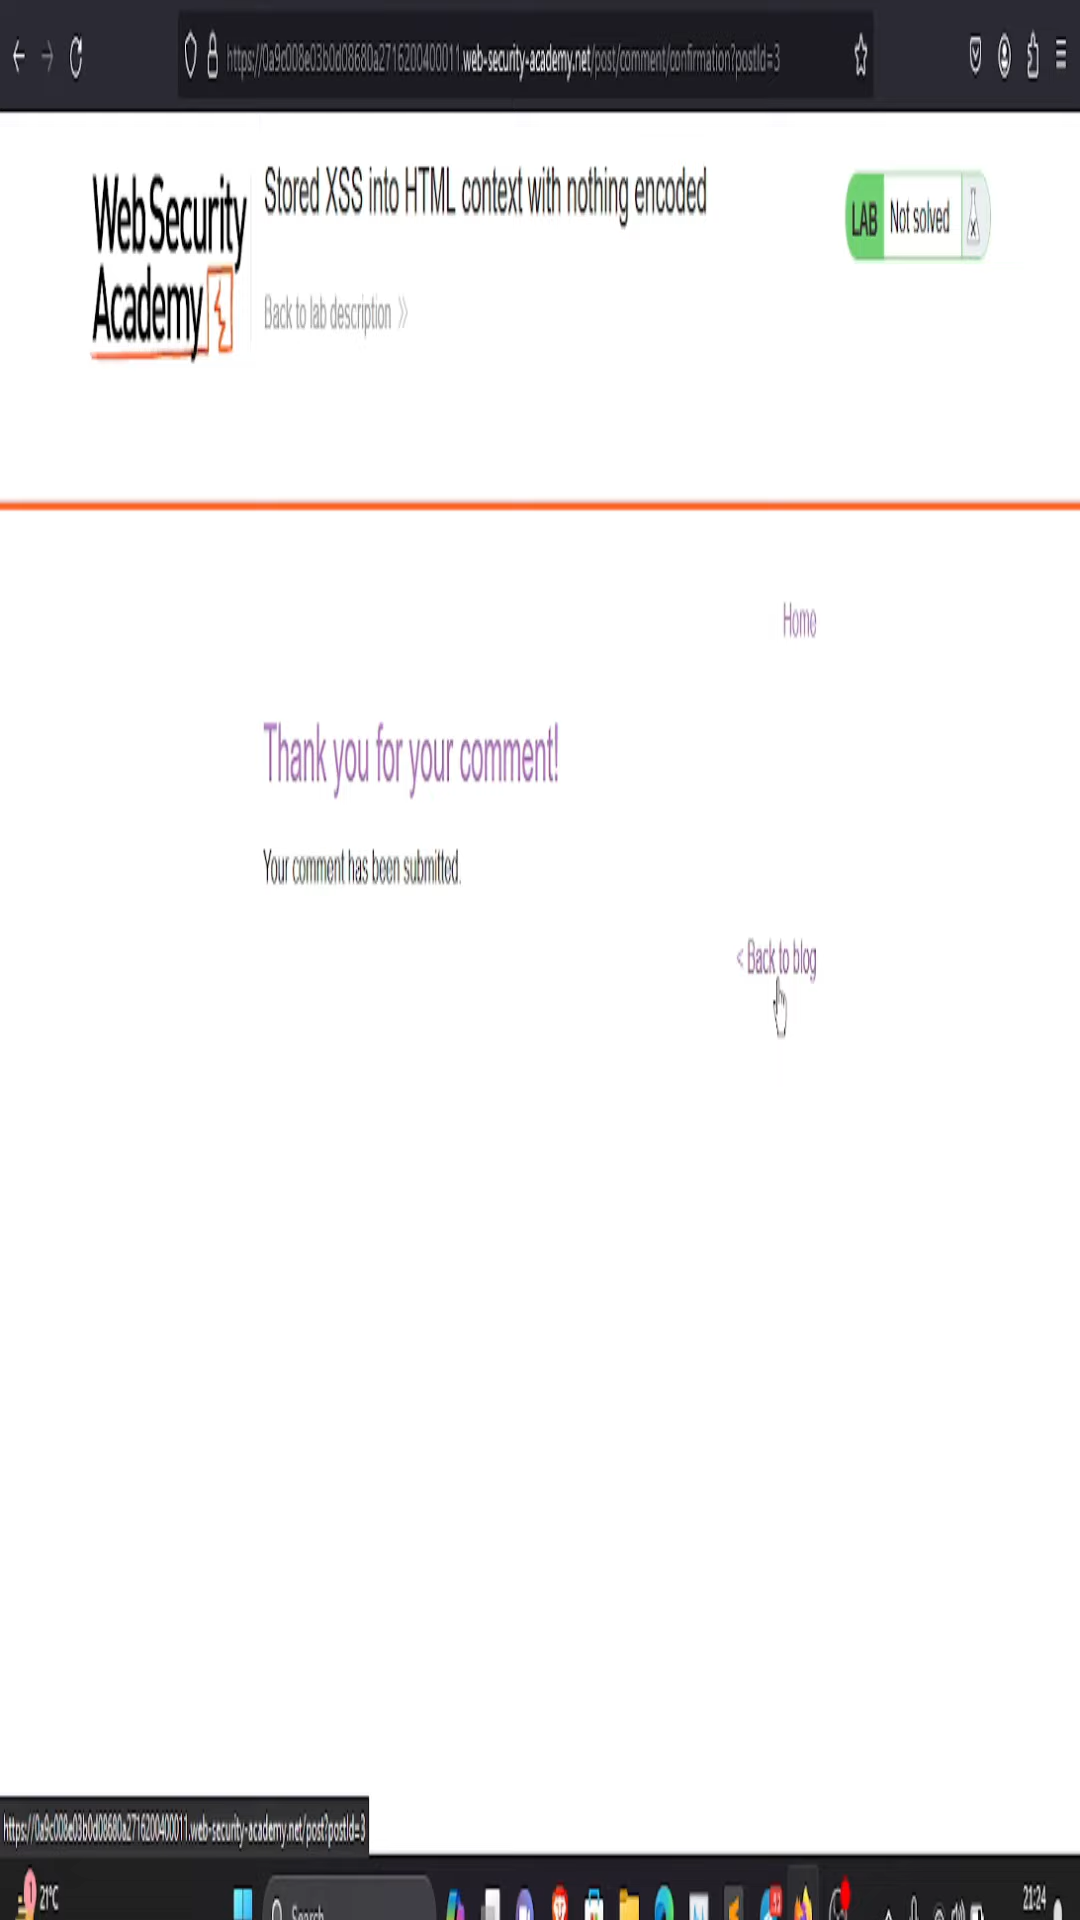 https://0a9c008e03b0d08680a2716200400011.web-security-academy.net/post/comment/confirmation?postId=3
Web Security
Academy
Stored XSS into HTML context with nothing encoded
Back to lab description
LAB
Not solved
Home
Thank you for your comment!
Your comment has been submitted.
< Back to blog
https://0a9c008e03b0d08680a2716200400011.web-security-academy.net/post?postId=3
1
21°C
Search
21:24